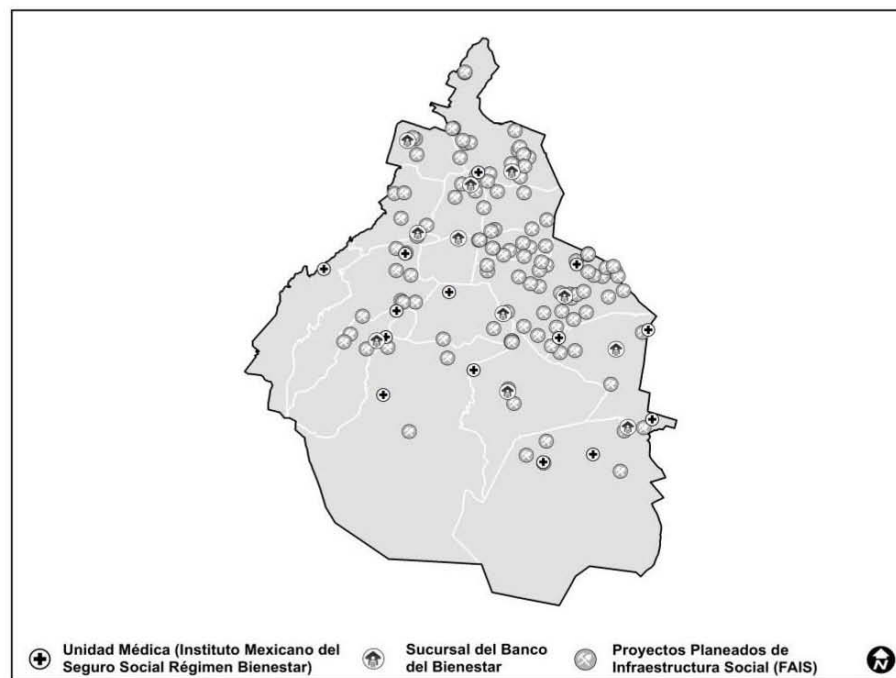 Unidad Médica (Instituto Mexicano del
Seguro Social Régimen Bienestar)
Sucursal del Banco
del Bienestar
Proyectos Planeados de
Infraestructura Social (FAIS)
N